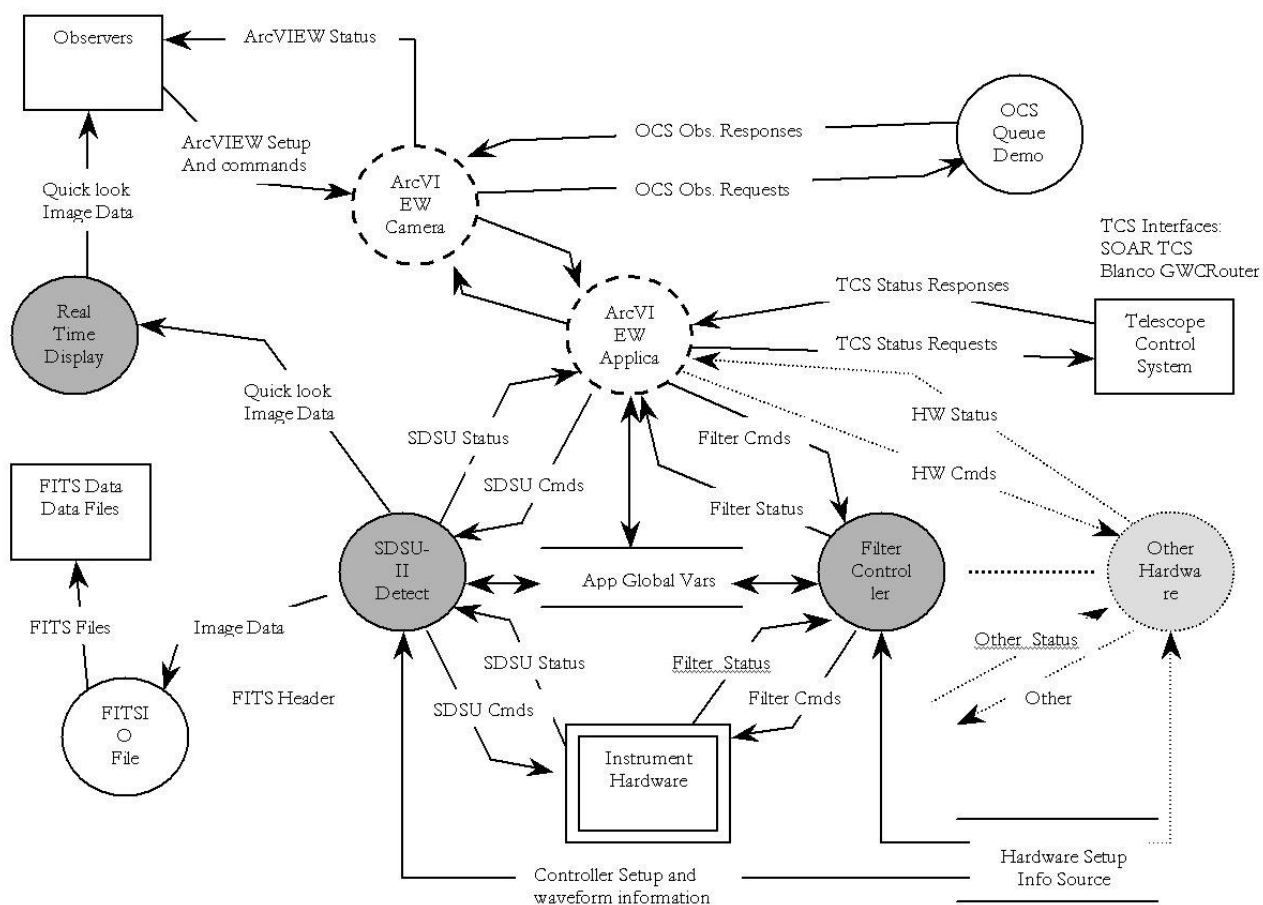 Observers
ArcVIEW Status
OCS
Queue
Demo
OCS Obs. Responses
ArcVIEW Setup
And commands
ArcVI
EW
Camera
OCS Obs. Requests
Quick look
Image Data
TCS Interfaces:
SOAR TCS
Blanco GWCRouter
Real
Time
Display
ArcVI
EW
Applica
TCS Status Responses
TCS Status Requests
Telescope
Control
System
Quick look
Image Data
SDSU Status
SDSU Cmds
Filter Cmds
Filter Status
HW Status
HW Cmds
FITS Data
Data Files
SDSU-
II
Detect
App Global Vars
Filter
Control
ler
Other
Hardwa
re
FITS Files
Image Data
FITS Header
SDSU Status
SDSU Cmds
Filter Status
Filter Cmds
Other Status
Other
FITSI
O
File
Instrument
Hardware
Controller Setup and
waveform information
Hardware Setup
Info Source